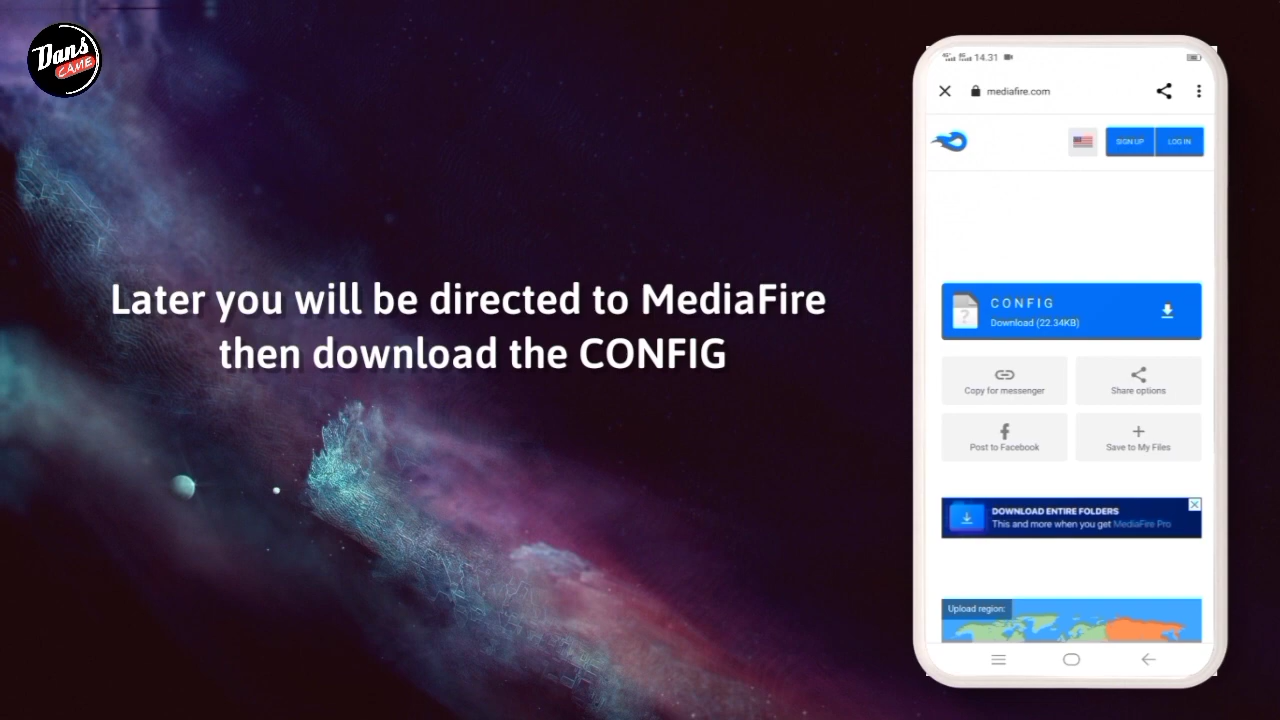 Dans
CAME
Later you will be directed to MediaFire
then download the CONFIG
14.31
mediafire.com
SIGN UP
LOG IN
CONFIG
Download (22.34KB)
Copy for messenger
Share options
Post to Facebook
Save to My Files
DOWNLOAD ENTIRE FOLDERS
This and more when you get MediaFire Pro
Upload region: